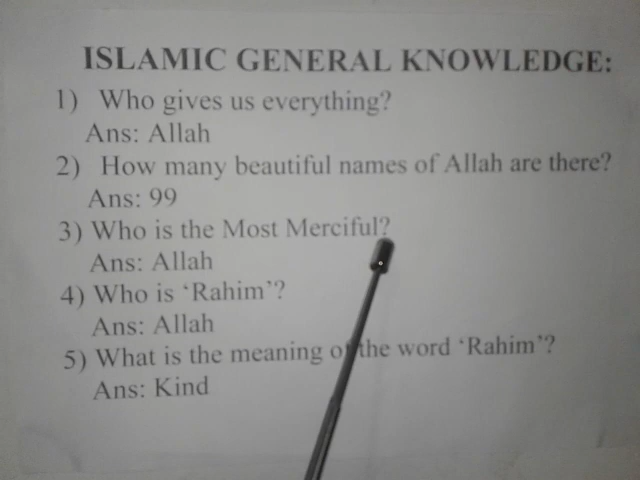 ISLAMIC GENERAL KNOWLEDGE:
1) Who gives us everything?
Ans: Allah
2) How many beautiful names of Allah are there?
Ans: 99
3) Who is the Most Merciful?
Ans: Allah
4) Who is ‘Rahim’?
Ans: Allah
5) What is the meaning of the word ‘Rahim’?
Ans: Kind